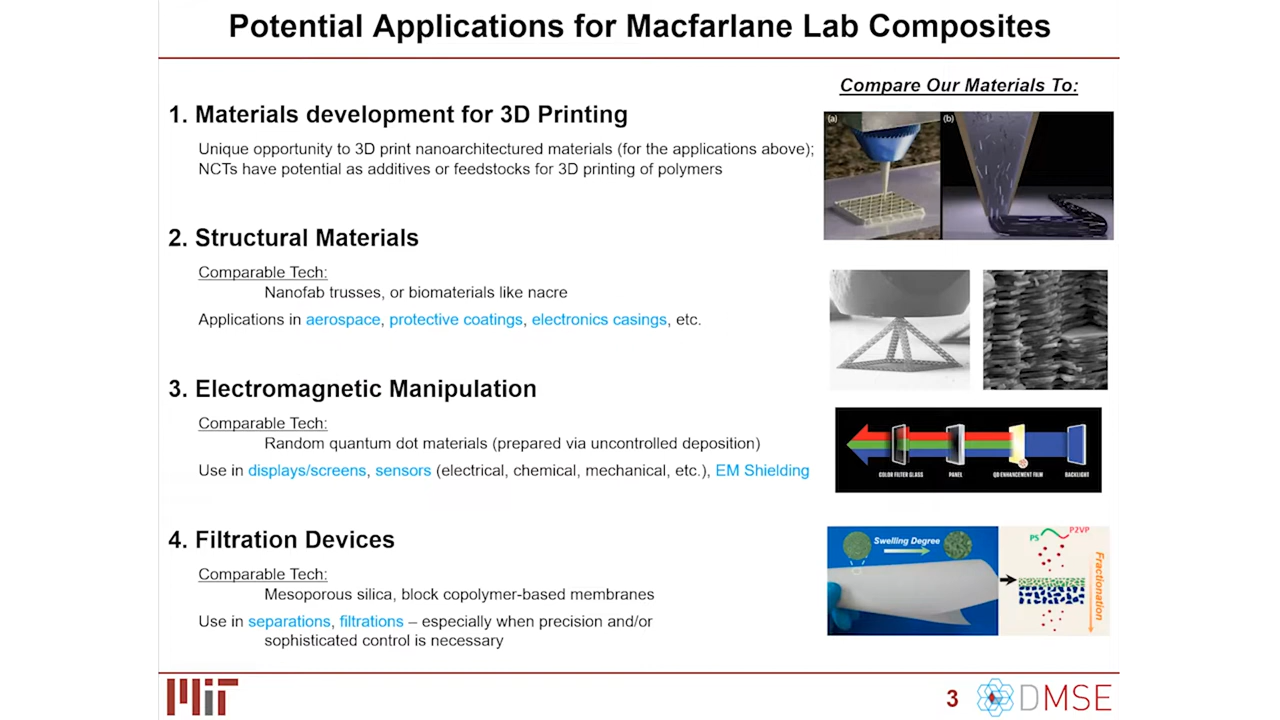 Potential Applications for Macfarlane Lab Composites
Compare Our Materials To:
1. Materials development for 3D Printing
Unique opportunity to 3D print nanoarchitectured materials (for the applications above);
NCTs have potential as additives or feedstocks for 3D printing of polymers
(a)
(b)
2. Structural Materials
Comparable Tech:
Nanofab trusses, or biomaterials like nacre
Applications in aerospace, protective coatings, electronics casings, etc.
3. Electromagnetic Manipulation
Comparable Tech:
Random quantum dot materials (prepared via uncontrolled deposition)
Use in displays/screens, sensors (electrical, chemical, mechanical, etc.), EM Shielding
COLOR FILTER GLASS
PANEL
QD ENHANCEMENT FILM
BACKLIGHT
4. Filtration Devices
Comparable Tech:
Mesoporous silica, block copolymer-based membranes
Use in separations, filtrations – especially when precision and/or
sophisticated control is necessary
Swelling Degree
PS
P2VP
Fractionation
MIT
3
DMSE